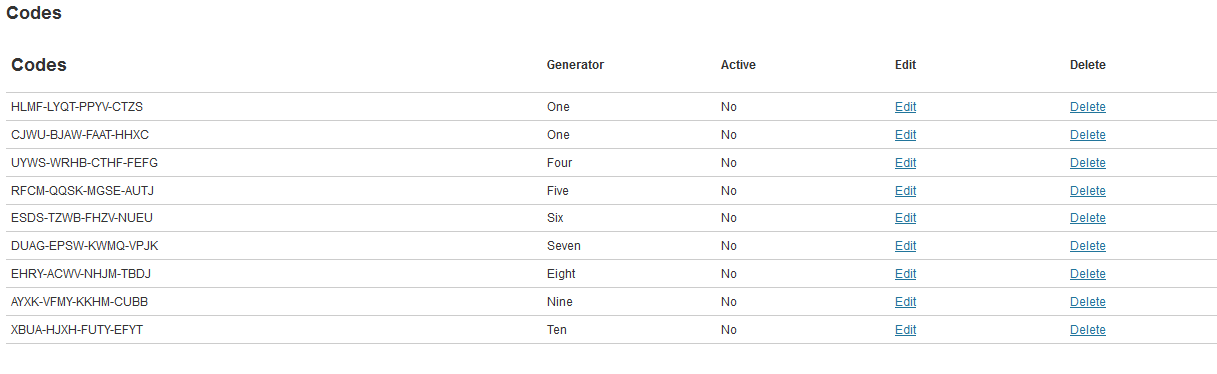 Codes
Codes Generator Active Edit Delete
HLMF-LYQT-PPYV-CTZS One No Edit Delete
CJWU-BJAW-FAAT-HHXC One No Edit Delete
UYWS-WRHB-CTHF-FEFG Four No Edit Delete
RFCM-QQSK-MGSE-AUTJ Five No Edit Delete
ESDS-TZWB-FHZV-NUEU Six No Edit Delete
DUAG-EPSW-KWMQ-VPJK Seven No Edit Delete
EHRY-ACWV-NHJM-TBDJ Eight No Edit Delete
AYXK-VFMY-KKHM-CUBB Nine No Edit Delete
XBUA-HJXH-FUTY-EFYT Ten No Edit Delete